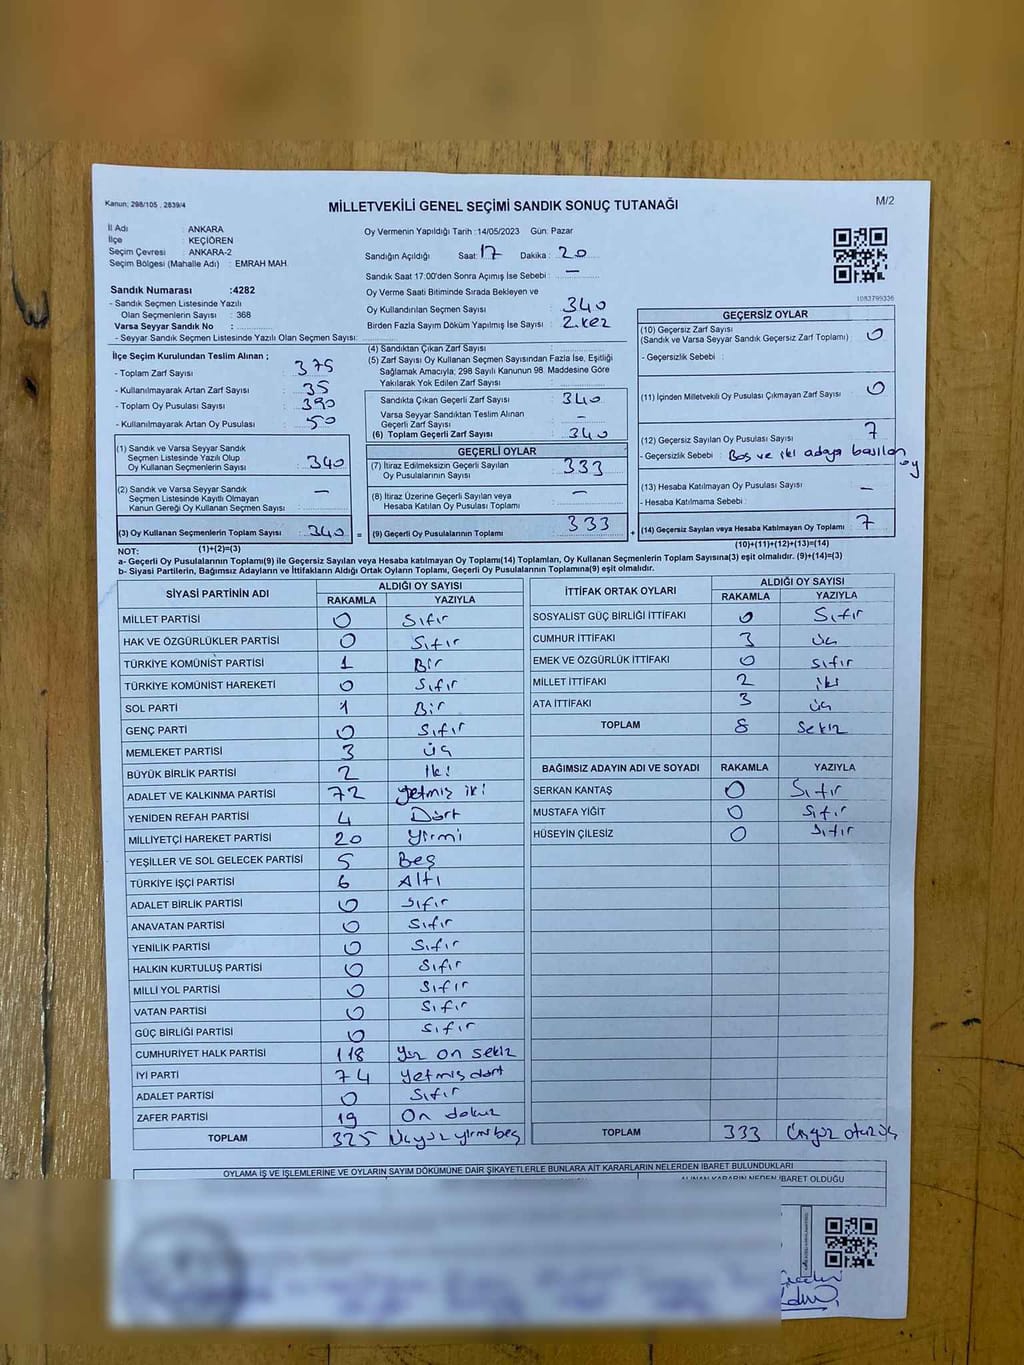 Kanun; 298/105 , 2839/4
MİLLETVEKİLİ GENEL SEÇİMİ SANDIK SONUÇ TUTANAĞI
M/2
İl Adı : ANKARA
İlçe : KEÇİÖREN
Seçim Çevresi : ANKARA-2
Seçim Bölgesi (Mahalle Adı) : EMRAH MAH.
Oy Vermenin Yapıldığı Tarih :14/05/2023 Gün: Pazar
Sandığın Açıldığı Saat: 17 Dakika : 20
Sandık Saat 17:00'den Sonra Açımış İse Sebebi : —
Oy Verme Saati Bitiminde Sırada Bekleyen ve
Oy Kullandırılan Seçmen Sayısı : 340
Birden Fazla Sayım Döküm Yapılmış İse Sayısı : 2.kez
1083799336
Sandık Numarası :4282
- Sandık Seçmen Listesinde Yazılı
Olan Seçmenlerin Sayısı : 368
Varsa Seyyar Sandık No :
- Seyyar Sandık Seçmen Listesinde Yazılı Olan Seçmen Sayısı:
İlçe Seçim Kurulundan Teslim Alınan ;
- Toplam Zarf Sayısı : 375
- Kullanılmayarak Artan Zarf Sayısı : 35
- Toplam Oy Pusulası Sayısı : 390
- Kullanılmayarak Artan Oy Pusulası : 50
(1) Sandık ve Varsa Seyyar Sandık
Seçmen Listesinde Yazılı Olup
Oy Kullanan Seçmenlerin Sayısı : 340
(2) Sandık ve Varsa Seyyar Sandık
Seçmen Listesinde Kayıtlı Olmayan
Kanun Gereği Oy Kullanan Seçmen Sayısı : —
(3) Oy Kullanan Seçmenlerin Toplam Sayısı : 340
(4) Sandıktan Çıkan Zarf Sayısı :
(5) Zarf Sayısı Oy Kullanan Seçmen Sayısından Fazla İse, Eşitliği
Sağlamak Amacıyla; 298 Sayılı Kanunun 98. Maddesine Göre
Yakılarak Yok Edilen Zarf Sayısı :
Sandıkta Çıkan Geçerli Zarf Sayısı : 340
Varsa Seyyar Sandıktan Teslim Alınan
Geçerli Zarf Sayısı : —
(6) Toplam Geçerli Zarf Sayısı : 340
GEÇERLİ OYLAR
(7) İtiraz Edilmeksizin Geçerli Sayılan
Oy Pusulalarının Sayısı : 333
(8) İtiraz Üzerine Geçerli Sayılan veya
Hesaba Katılan Oy Pusulası Toplamı : —
= (9) Geçerli Oy Pusulalarının Toplamı : 333 +
GEÇERSİZ OYLAR
(10) Geçersiz Zarf Sayısı
(Sandık ve Varsa Seyyar Sandık Geçersiz Zarf Toplamı) : 0
- Geçersizlik Sebebi :
(11) İçinden Milletvekili Oy Pusulası Çıkmayan Zarf Sayısı : 0
(12) Geçersiz Sayılan Oy Pusulası Sayısı : 7
- Geçersizlik Sebebi : Boş ve iki adaya basılan
oy
(13) Hesaba Katılmayan Oy Pusulası Sayısı : —
- Hesaba Katılmama Sebebi :
(14) Geçersiz Sayılan veya Hesaba Katılmayan Oy Toplamı : 7
NOT: (1)+(2)=(3) (10)+(11)+(12)+(13)=(14)
a- Geçerli Oy Pusulalarının Toplamı(9) ile Geçersiz Sayılan veya Hesaba katılmayan Oy Toplamı(14) Toplamları, Oy Kullanan Seçmenlerin Toplam Sayısına(3) eşit olmalıdır. (9)+(14)=(3)
b- Siyasi Partilerin, Bağımsız Adayların ve İttifakların Aldığı Ortak Oyların Toplamı, Geçerli Oy Pusulalarının Toplamına(9) eşit olmalıdır.
SİYASİ PARTİNİN ADI ALDIĞI OY SAYISI
RAKAMLA YAZIYLA
MİLLET PARTİSİ 0 Sıfır
HAK VE ÖZGÜRLÜKLER PARTİSİ 0 Sıfır
TÜRKİYE KOMÜNİST PARTİSİ 1 Bir
TÜRKİYE KOMÜNİST HAREKETİ 0 Sıfır
SOL PARTİ 1 Bir
GENÇ PARTİ 0 Sıfır
MEMLEKET PARTİSİ 3 üç
BÜYÜK BİRLİK PARTİSİ 2 İki
ADALET VE KALKINMA PARTİSİ 72 yetmiş iki
YENİDEN REFAH PARTİSİ 4 Dört
MİLLİYETÇİ HAREKET PARTİSİ 20 yirmi
YEŞİLLER VE SOL GELECEK PARTİSİ 5 Beş
TÜRKİYE İŞÇİ PARTİSİ 6 Altı
ADALET BİRLİK PARTİSİ 0 sıfır
ANAVATAN PARTİSİ 0 Sıfır
YENİLİK PARTİSİ 0 Sıfır
HALKIN KURTULUŞ PARTİSİ 0 Sıfır
MİLLİ YOL PARTİSİ 0 Sıfır
VATAN PARTİSİ 0 Sıfır
GÜÇ BİRLİĞİ PARTİSİ 0 Sıfır
CUMHURİYET HALK PARTİSİ 118 yüz on sekiz
İYİ PARTİ 74 yetmiş dört
ADALET PARTİSİ 0 Sıfır
ZAFER PARTİSİ 19 on dokuz
TOPLAM 325 Üçyüz yirmi beş
İTTİFAK ORTAK OYLARI ALDIĞI OY SAYISI
RAKAMLA YAZIYLA
SOSYALİST GÜÇ BİRLİĞİ İTTİFAKI 0 Sıfır
CUMHUR İTTİFAKI 3 üç
EMEK VE ÖZGÜRLÜK İTTİFAKI 0 sıfır
MİLLET İTTİFAKI 2 iki
ATA İTTİFAKI 3 üç
TOPLAM 8 sekiz
BAĞIMSIZ ADAYIN ADI VE SOYADI RAKAMLA YAZIYLA
SERKAN KANTAŞ 0 Sıfır
MUSTAFA YİĞİT 0 Sıfır
HÜSEYİN ÇİLESİZ 0 Sıfır
TOPLAM 333 Üçyüz otuzüç
OYLAMA İŞ VE İŞLEMLERİNE VE OYLARIN SAYIM DÖKÜMÜNE DAİR ŞİKAYETLERLE BUNLARA AİT KARARLARIN NELERDEN İBARET BULUNDUKLARI
ALINAN KARARIN NEDEN İBARET OLDUĞU